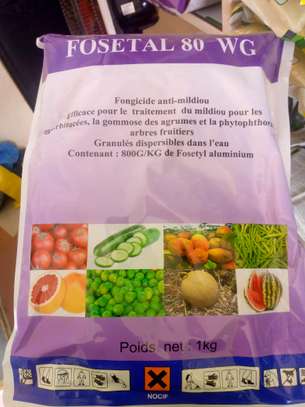 FOSETAL 80 WG
Fongicide anti-mildiou
Efficace pour le traitement du mildiou pour les
la gommose des agrumes et la phytophthora
arbres fruitiers
Granulés dispersibles dans l'eau
Contenant : 800G/KG de Fosetyl aluminium
Poids net : 1kg
NOCIF